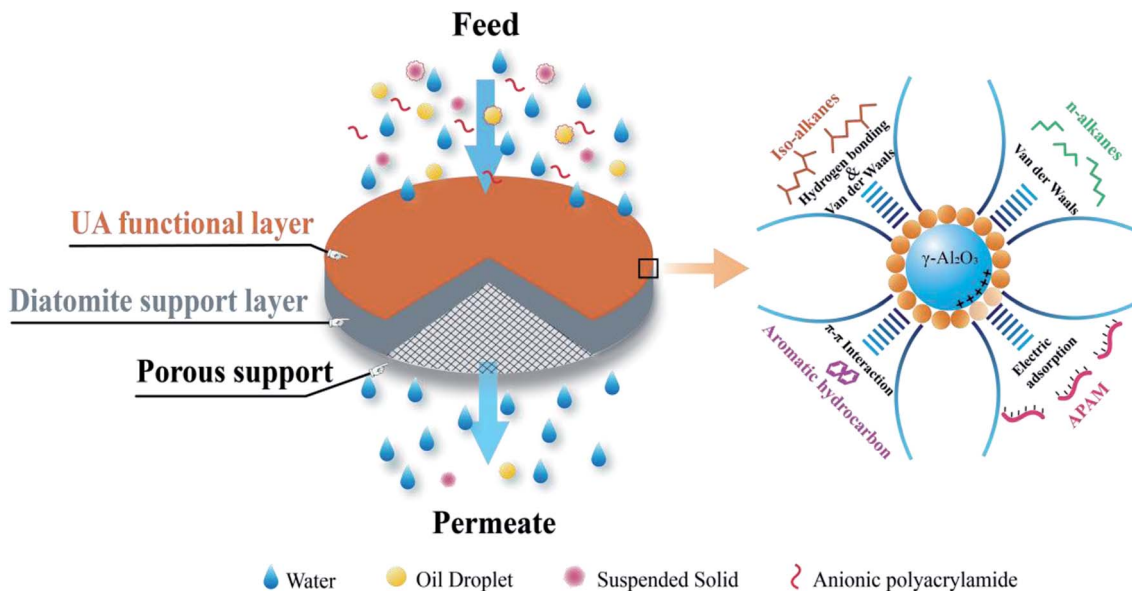 Feed
UA functional layer
Diatomite support layer
Porous support
Permeate
Iso-alkanes
Hydrogen bonding
&
Van der Waals
n-alkanes
Van der Waals
γ-Al₂O₃
+++++
π-π Interaction
Aromatic hydrocarbon
Electric
adsorption
APAM
Water
Oil Droplet
Suspended Solid
Anionic polyacrylamide